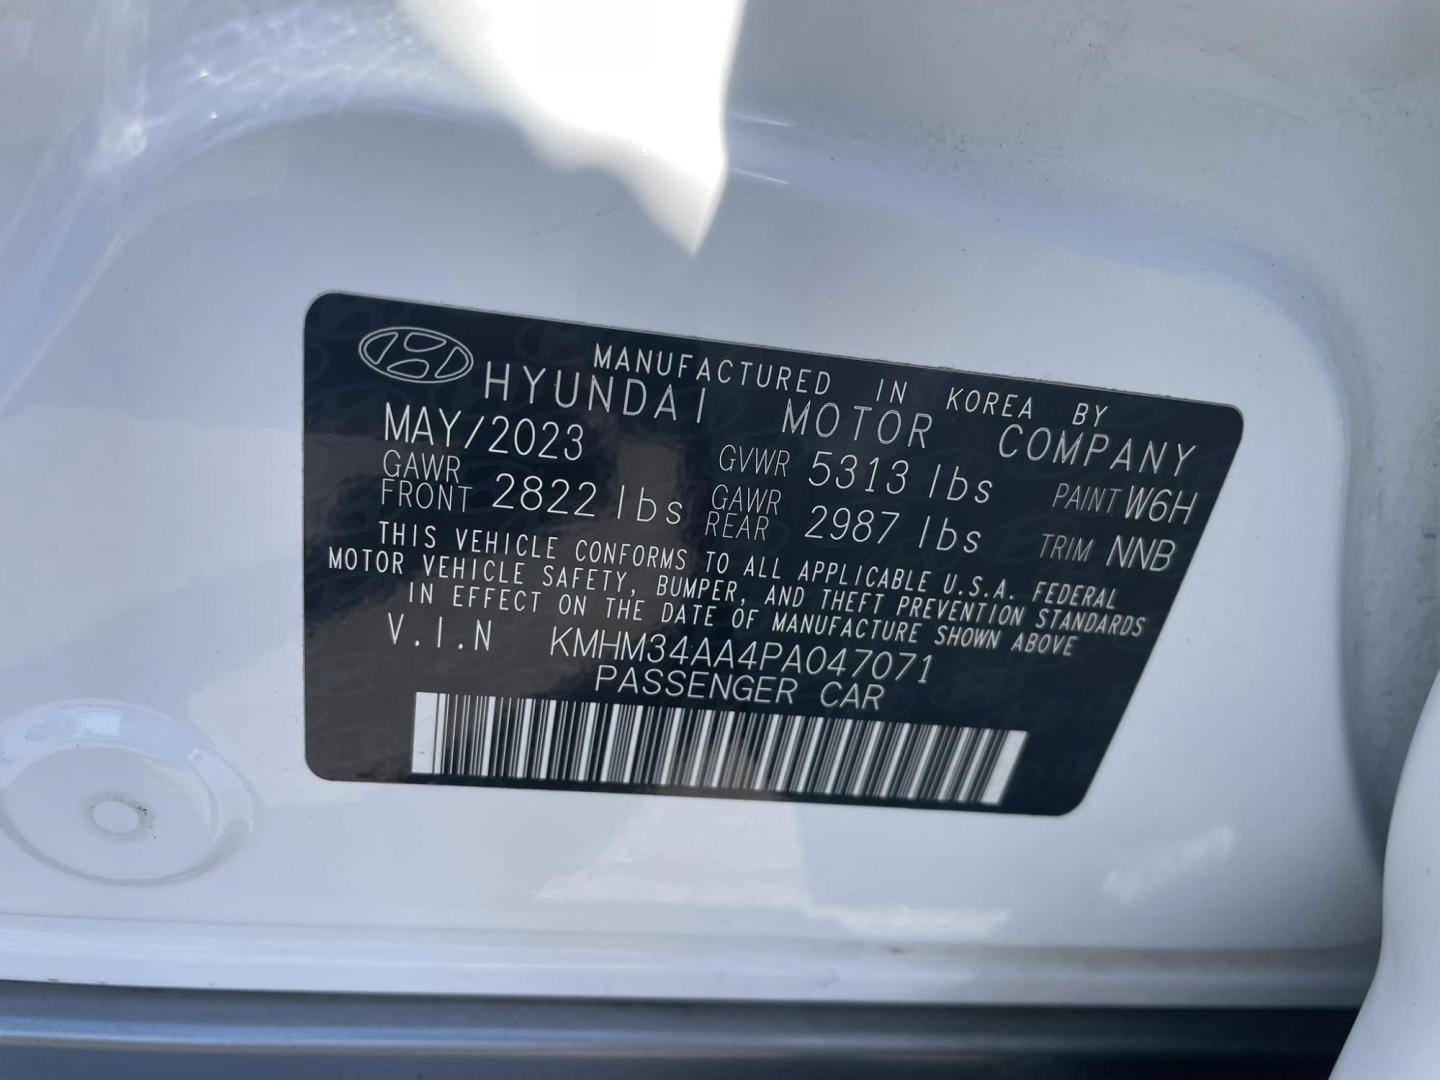 MANUFACTURED IN KOREA BY
HYUNDAI MOTOR COMPANY
MAY/2023 GVWR 5313 lbs PAINT W6H
GAWR FRONT 2822 lbs GAWR REAR 2987 lbs TRIM NNB
THIS VEHICLE CONFORMS TO ALL APPLICABLE U.S.A. FEDERAL
MOTOR VEHICLE SAFETY, BUMPER, AND THEFT PREVENTION STANDARDS
IN EFFECT ON THE DATE OF MANUFACTURE SHOWN ABOVE
V.I.N KMHM34AA4PA047071
PASSENGER CAR